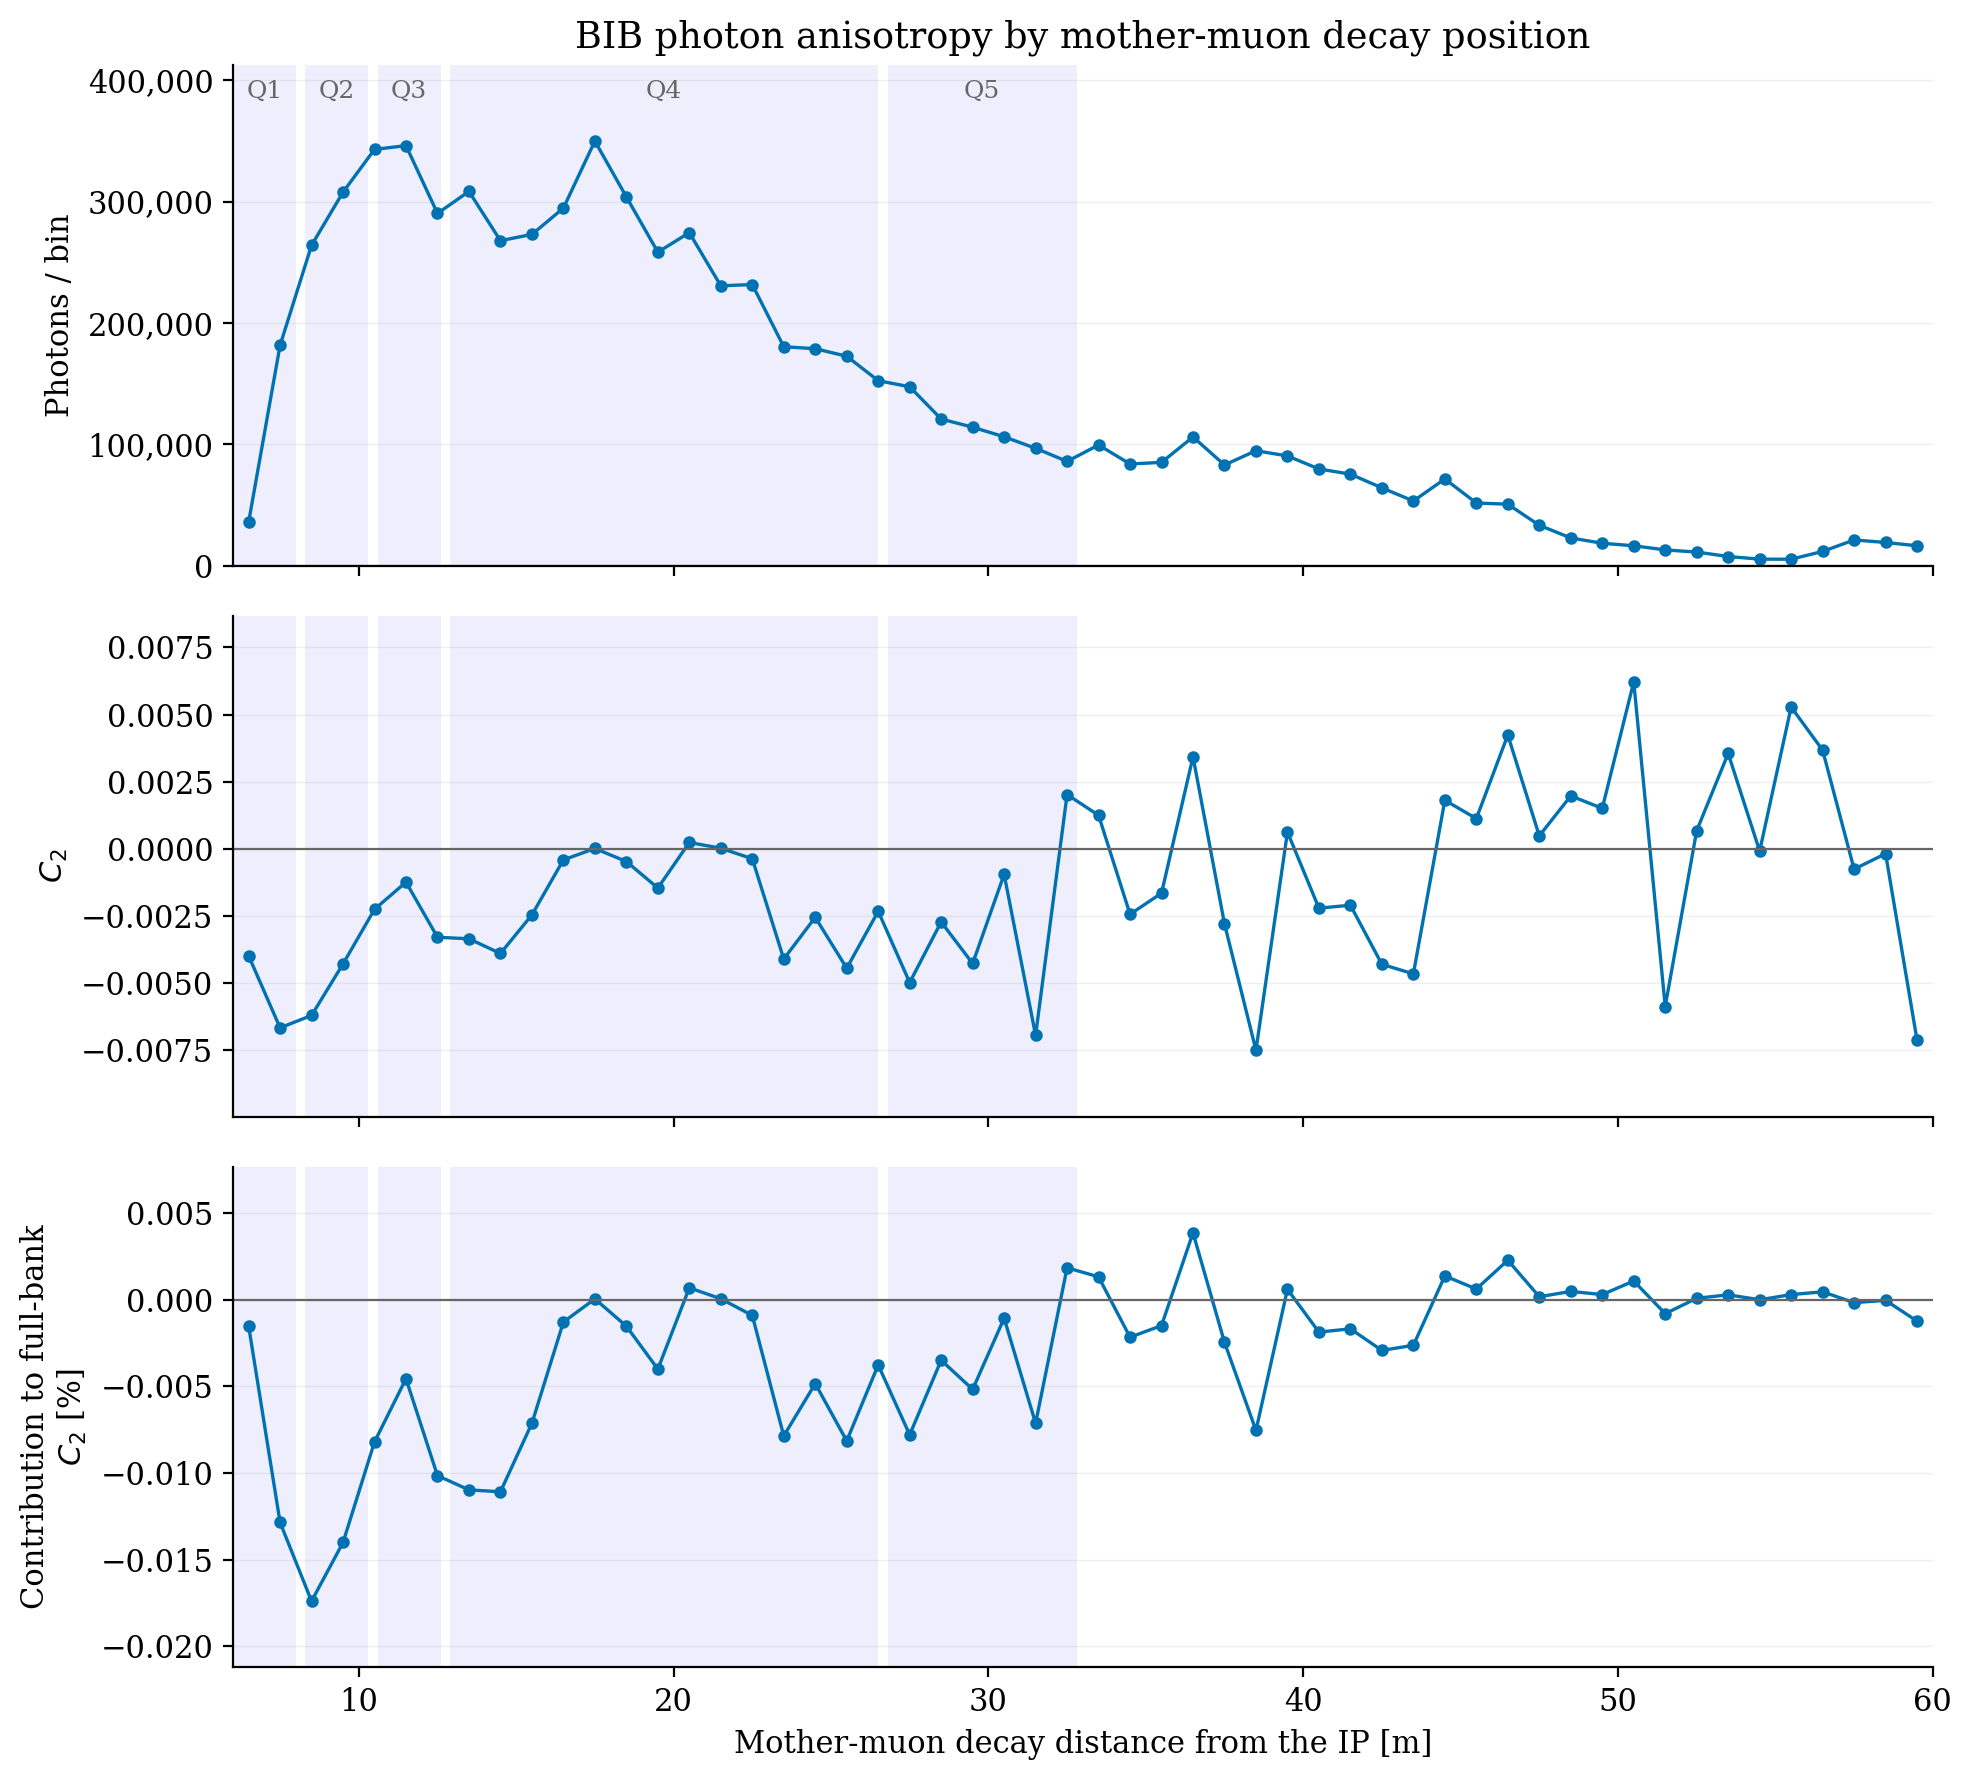 BIB photon anisotropy by mother-muon decay position
400,000
300,000
200,000
100,000
0
Photons / bin
Q1 Q2 Q3 Q4 Q5
0.0075
0.0050
0.0025
0.0000
−0.0025
−0.0050
−0.0075
C₂
0.005
0.000
−0.005
−0.010
−0.015
−0.020
Contribution to full-bank
C₂ [%]
10 20 30 40 50 60
Mother-muon decay distance from the IP [m]